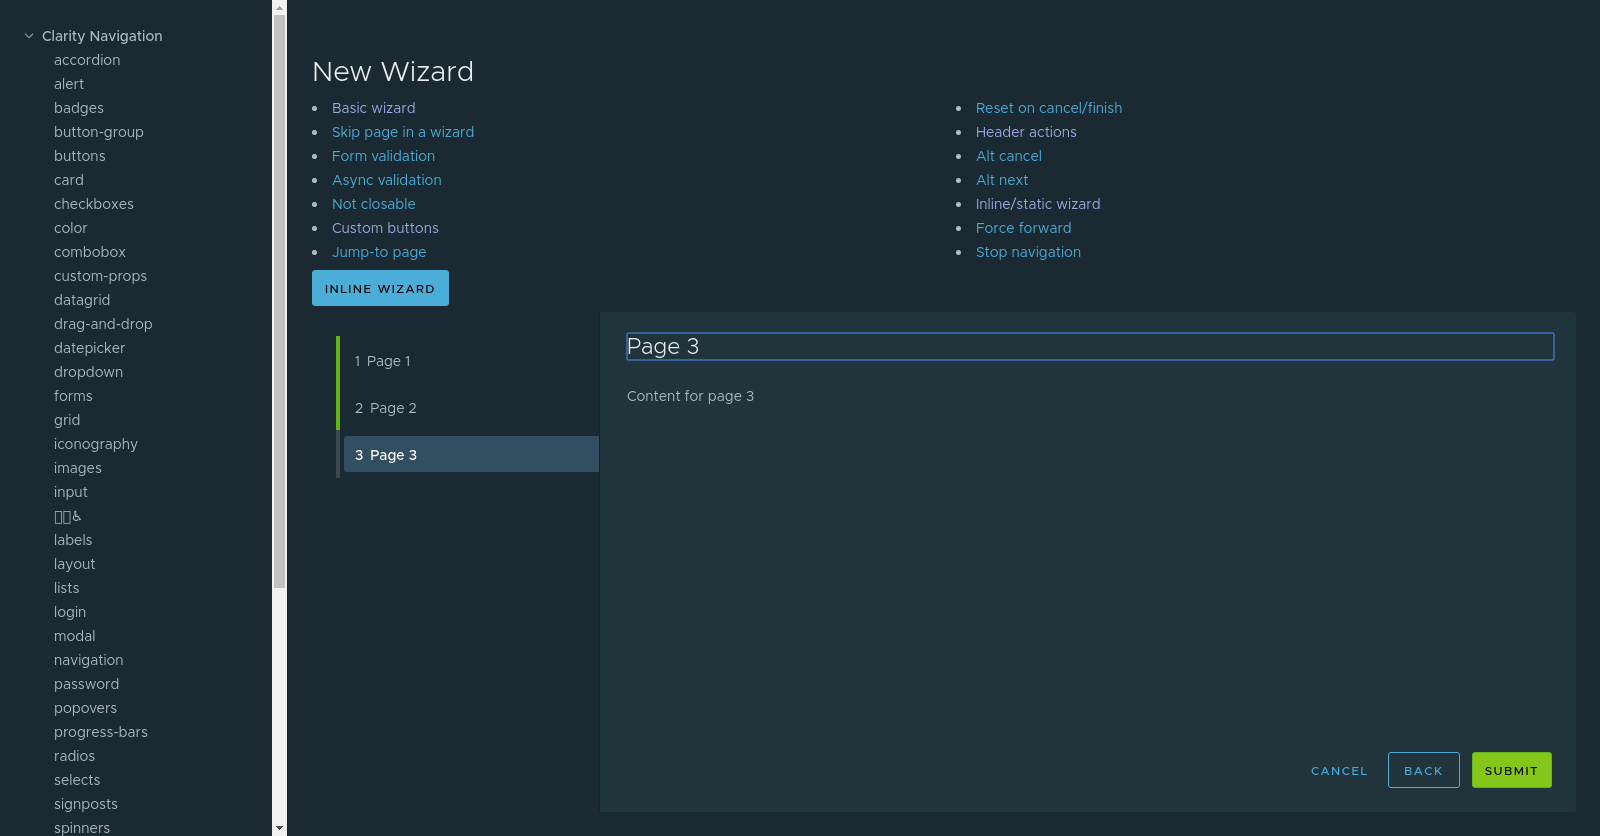 Clarity Navigation
accordion
alert
badges
button-group
buttons
card
checkboxes
color
combobox
custom-props
datagrid
drag-and-drop
datepicker
dropdown
forms
grid
iconography
images
input
♿
labels
layout
lists
login
modal
navigation
password
popovers
progress-bars
radios
selects
signposts
spinners
New Wizard
Basic wizard
Skip page in a wizard
Form validation
Async validation
Not closable
Custom buttons
Jump-to page
Reset on cancel/finish
Header actions
Alt cancel
Alt next
Inline/static wizard
Force forward
Stop navigation
INLINE WIZARD
1 Page 1
2 Page 2
3 Page 3
Page 3
Content for page 3
CANCEL
BACK
SUBMIT